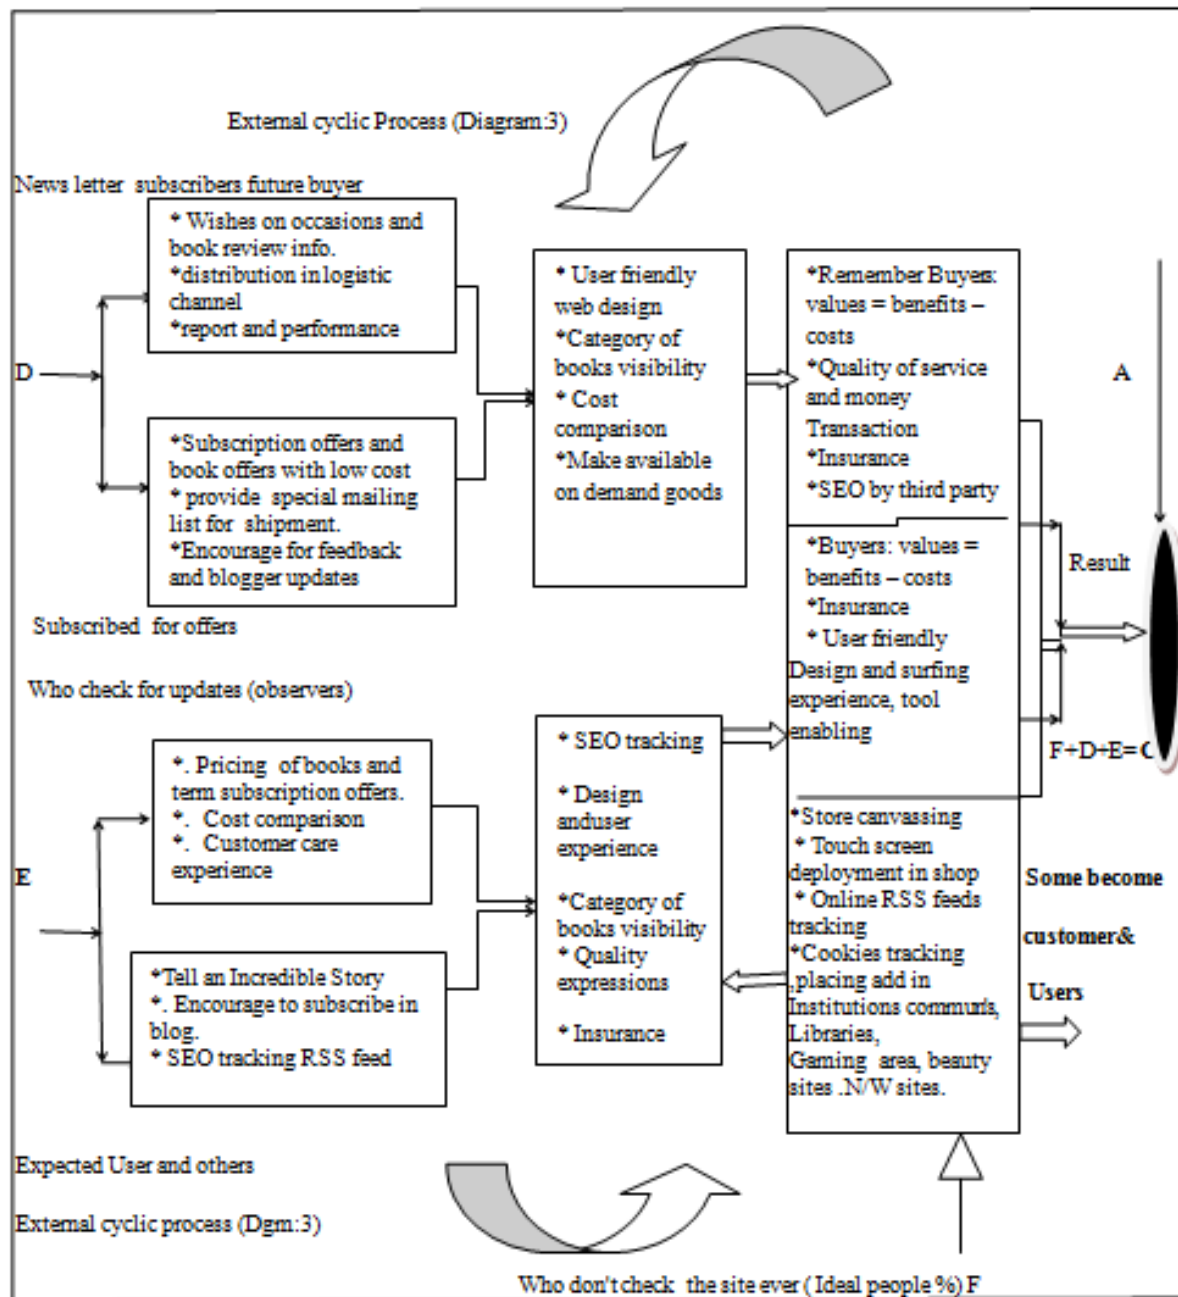 External cyclic Process (Diagram:3)
News letter subscribers future buyer
* Wishes on occasions and
book review info.
*distribution in logistic
channel
*report and performance
D
*Subscription offers and
book offers with low cost
* provide special mailing
list for shipment.
*Encourage for feedback
and blogger updates
Subscribed for offers
* User friendly
web design
*Category of
books visibility
* Cost
comparison
*Make available
on demand goods
*Remember Buyers:
values = benefits –
costs
*Quality of service
and money
Transaction
*Insurance
*SEO by third party
*Buyers: values =
benefits – costs
*Insurance
* User friendly
Design and surfing
experience, tool
enabling
A
Result
F+D+E= C
Who check for updates (observers)
*. Pricing of books and
term subscription offers.
*. Cost comparison
*. Customer care
experience
E
*Tell an Incredible Story
*. Encourage to subscribe in
blog.
* SEO tracking RSS feed
* SEO tracking
* Design
anduser
experience
*Category of
books visibility
* Quality
expressions
* Insurance
*Store canvassing
* Touch screen
deployment in shop
* Online RSS feeds
tracking
*Cookies tracking
,placing add in
Institutions commun's,
Libraries,
Gaming area, beauty
sites .N/W sites.
Some become
customer&
Users
Expected User and others
External cyclic process (Dgm:3)
Who don't check the site ever ( Ideal people %) F